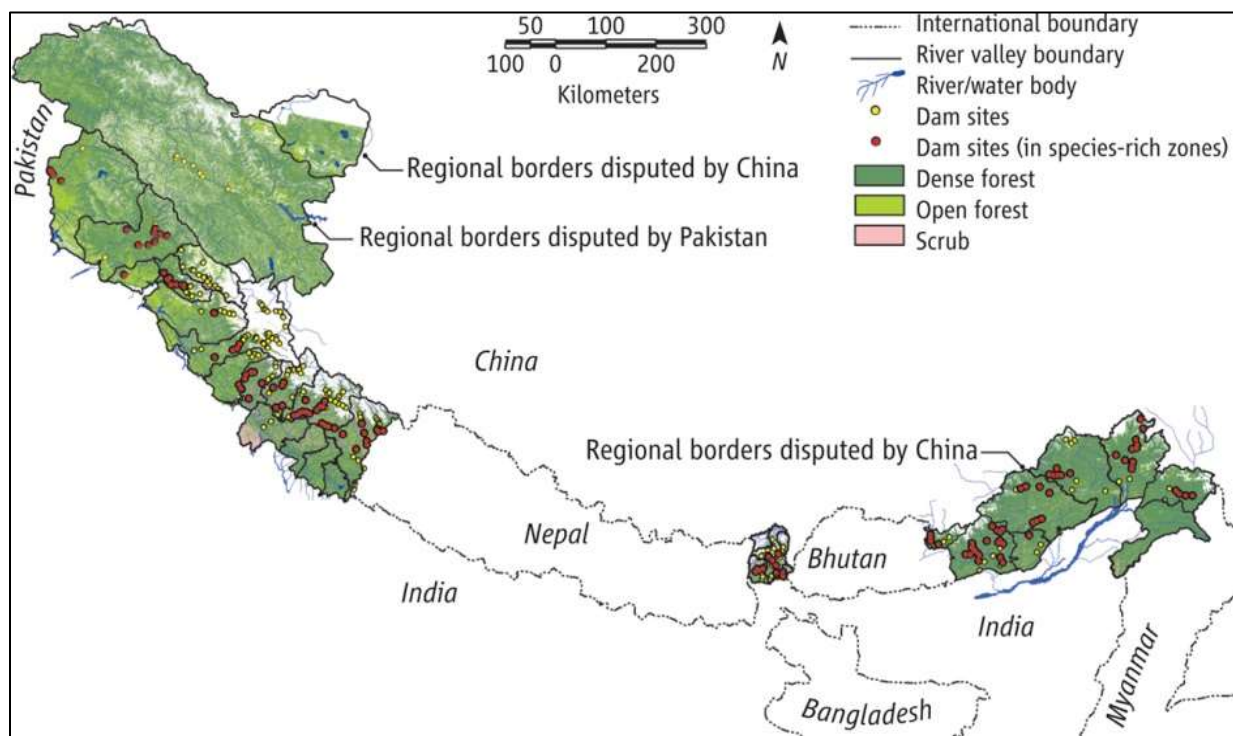 50 100 300
100 0 200
Kilometers
N
International boundary
River valley boundary
River/water body
Dam sites
Dam sites (in species-rich zones)
Dense forest
Open forest
Scrub
Pakistan
Regional borders disputed by China
Regional borders disputed by Pakistan
China
Regional borders disputed by China
Nepal
Bhutan
India
India
Bangladesh
Myanmar